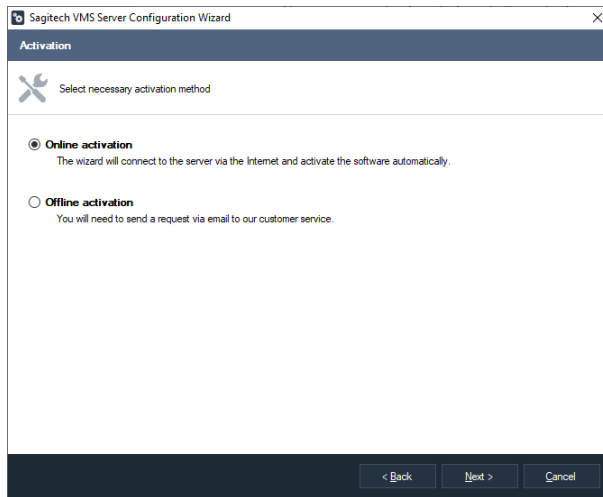 Sagitech VMS Server Configuration Wizard
Activation
Select necessary activation method
Online activation
The wizard will connect to the server via the Internet and activate the software automatically.
Offline activation
You will need to send a request via email to our customer service.
< Back Next > Cancel